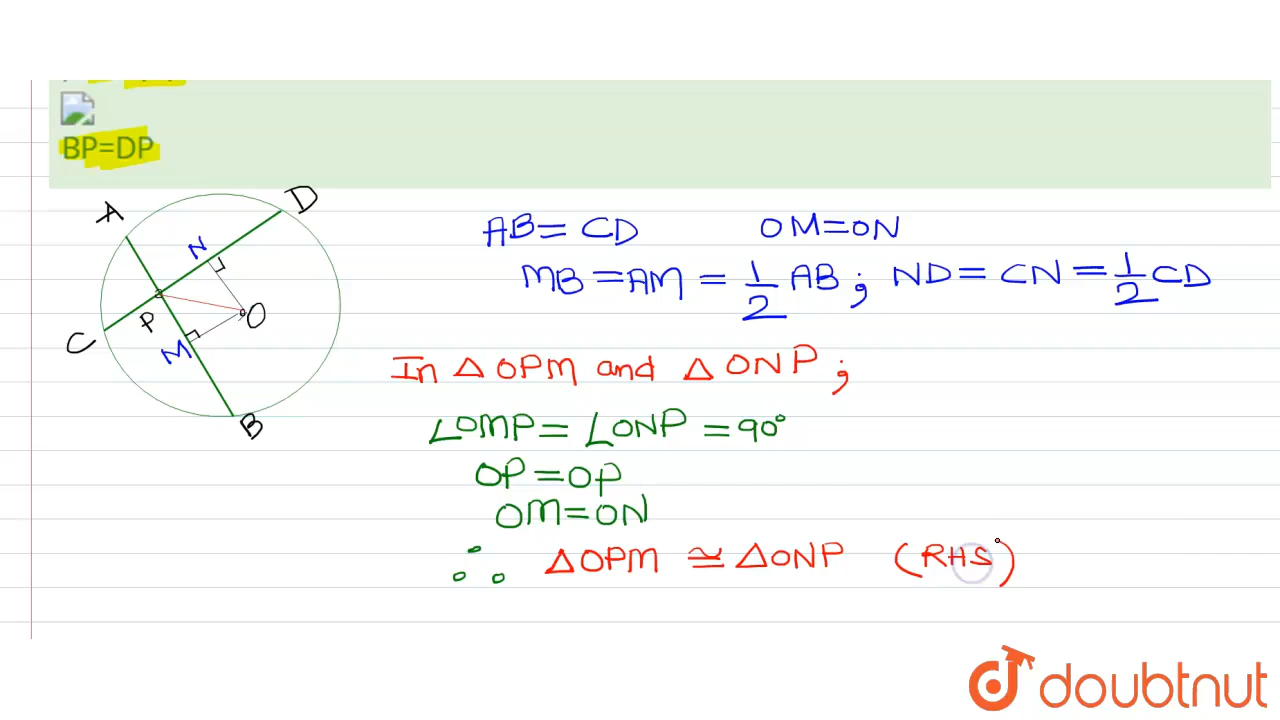 BP=DP
A
D
N
O
P
C
M
B
AB = CD OM = ON
MB = AM = 1/2 AB ; ND = CN = 1/2 CD
In △ OPM and △ ONP ;
∠OMP = ∠ONP = 90°
OP = OP
OM = ON
∴ △OPM ≅ △ONP (RHS)
doubtnut